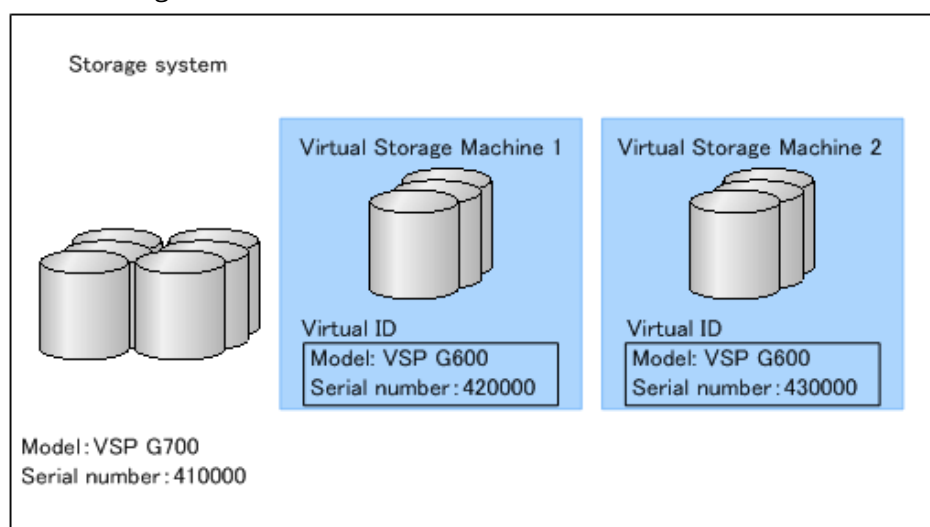 Storage system
Virtual Storage Machine 1
Virtual ID
Model: VSP G600
Serial number:420000
Virtual Storage Machine 2
Virtual ID
Model: VSP G600
Serial number:430000
Model:VSP G700
Serial number:410000